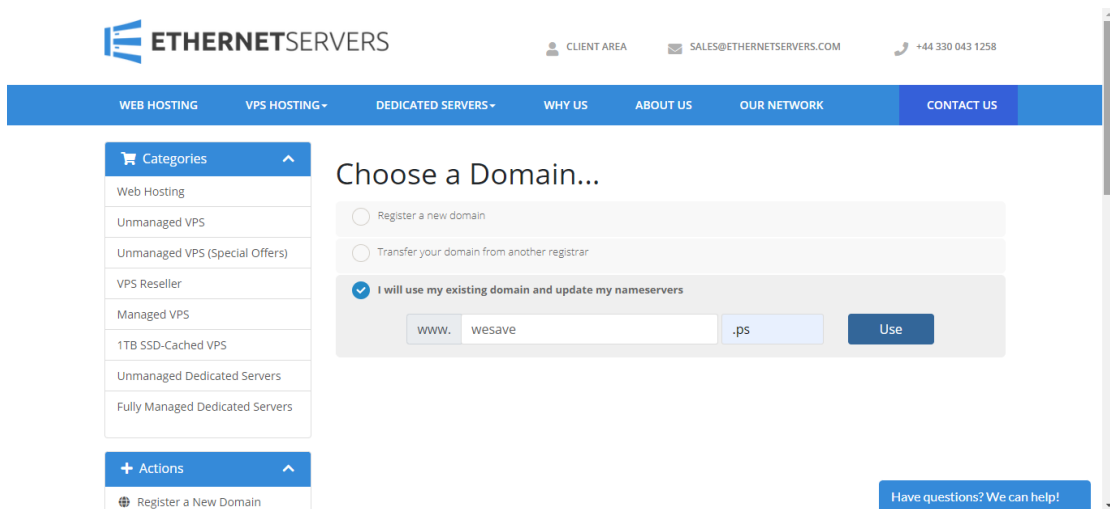 ETHERNETSERVERS
CLIENT AREA
SALES@ETHERNETSERVERS.COM
+44 330 043 1258
WEB HOSTING
VPS HOSTING
DEDICATED SERVERS
WHY US
ABOUT US
OUR NETWORK
CONTACT US
Categories
Web Hosting
Unmanaged VPS
Unmanaged VPS (Special Offers)
VPS Reseller
Managed VPS
1TB SSD-Cached VPS
Unmanaged Dedicated Servers
Fully Managed Dedicated Servers
Actions
Register a New Domain
Choose a Domain...
Register a new domain
Transfer your domain from another registrar
I will use my existing domain and update my nameservers
www. wesave .ps Use
Have questions? We can help!